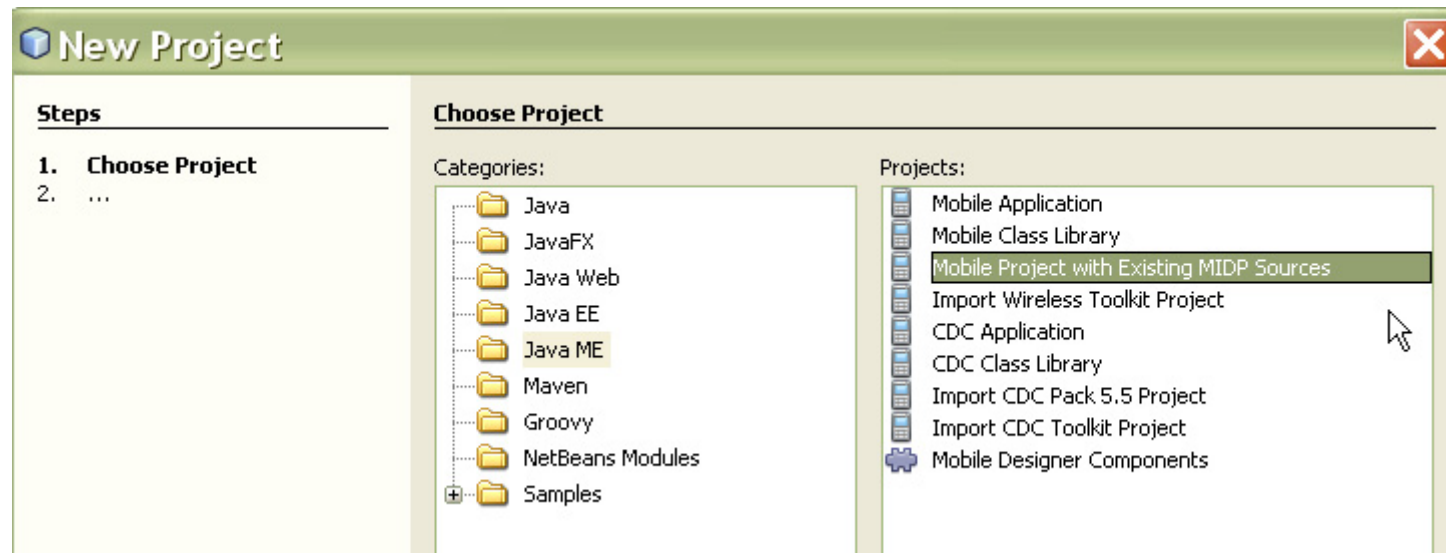 New Project
Steps
1. Choose Project
2. ...
Choose Project
Categories:
Java
JavaFX
Java Web
Java EE
Java ME
Maven
Groovy
NetBeans Modules
Samples
Projects:
Mobile Application
Mobile Class Library
Mobile Project with Existing MIDP Sources
Import Wireless Toolkit Project
CDC Application
CDC Class Library
Import CDC Pack 5.5 Project
Import CDC Toolkit Project
Mobile Designer Components